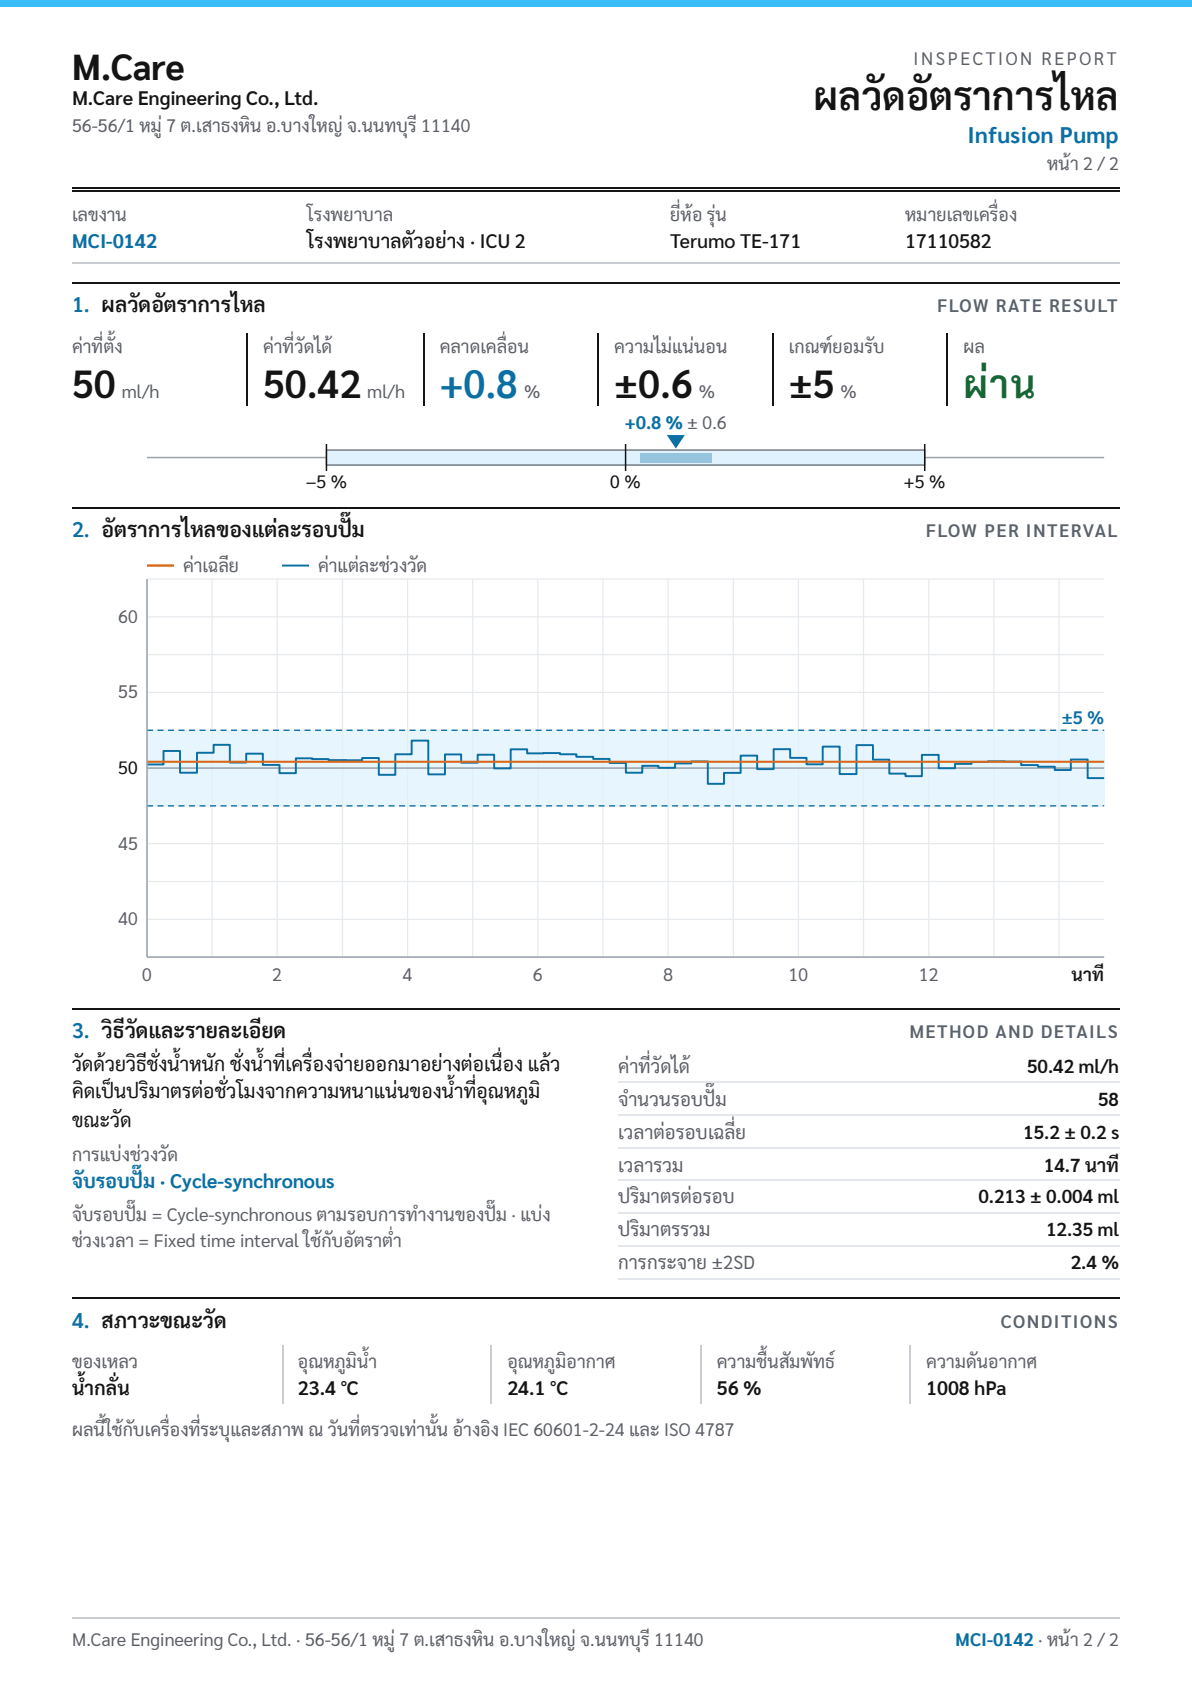 M.Care
M.Care Engineering Co., Ltd.
56-56/1 หมู่ 7 ต.เสาธงหิน อ.บางใหญ่ จ.นนทบุรี 11140
INSPECTION REPORT
ผลวัดอัตราการไหล
Infusion Pump
หน้า 2 / 2
เลขงาน โรงพยาบาล ยี่ห้อ รุ่น หมายเลขเครื่อง
MCI-0142 โรงพยาบาลตัวอย่าง · ICU 2 Terumo TE-171 17110582
1. ผลวัดอัตราการไหล FLOW RATE RESULT
ค่าที่ตั้ง ค่าที่วัดได้ คลาดเคลื่อน ความไม่แน่นอน เกณฑ์ยอมรับ ผล
50 ml/h 50.42 ml/h +0.8 % ±0.6 % ±5 % ผ่าน
+0.8 % ± 0.6
−5 % 0 % +5 %
2. อัตราการไหลของแต่ละรอบปั๊ม FLOW PER INTERVAL
ค่าเฉลี่ย ค่าแต่ละช่วงวัด
60
55
±5 %
50
45
40
0 2 4 6 8 10 12 นาที
3. วิธีวัดและรายละเอียด METHOD AND DETAILS
วัดด้วยวิธีชั่งน้ำหนัก ชั่งน้ำที่เครื่องจ่ายออกมาอย่างต่อเนื่อง แล้ว
คิดเป็นปริมาตรต่อชั่วโมงจากความหนาแน่นของน้ำที่อุณหภูมิ
ขณะวัด
การแบ่งช่วงวัด
จับรอบปั๊ม · Cycle-synchronous
จับรอบปั๊ม = Cycle-synchronous ตามรอบการทำงานของปั๊ม · แบ่ง
ช่วงเวลา = Fixed time interval ใช้กับอัตราต่ำ
ค่าที่วัดได้ 50.42 ml/h
จำนวนรอบปั๊ม 58
เวลาต่อรอบเฉลี่ย 15.2 ± 0.2 s
เวลารวม 14.7 นาที
ปริมาตรต่อรอบ 0.213 ± 0.004 ml
ปริมาตรรวม 12.35 ml
การกระจาย ±2SD 2.4 %
4. สภาวะขณะวัด CONDITIONS
ของเหลว อุณหภูมิน้ำ อุณหภูมิอากาศ ความชื้นสัมพัทธ์ ความดันอากาศ
น้ำกลั่น 23.4 °C 24.1 °C 56 % 1008 hPa
ผลนี้ใช้กับเครื่องที่ระบุและสภาพ ณ วันที่ตรวจเท่านั้น อ้างอิง IEC 60601-2-24 และ ISO 4787
M.Care Engineering Co., Ltd. · 56-56/1 หมู่ 7 ต.เสาธงหิน อ.บางใหญ่ จ.นนทบุรี 11140 MCI-0142 · หน้า 2 / 2